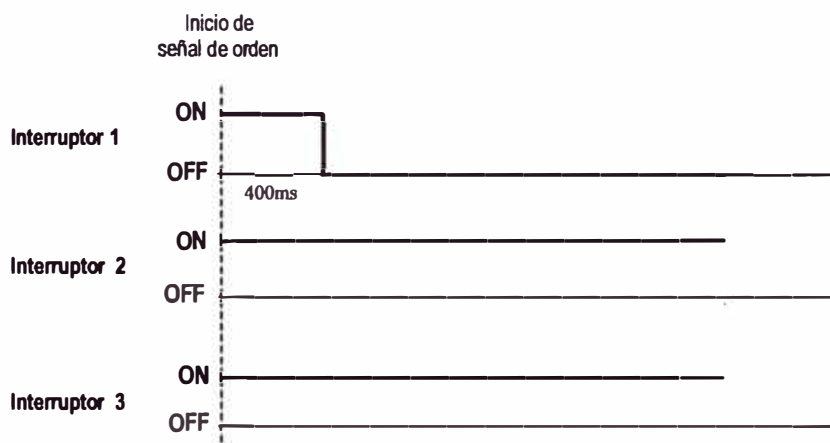 Inicio de
señal de orden
ON
Interruptor 1
OFF
400ms
ON
Interruptor 2
OFF
ON
Interruptor 3
OFF